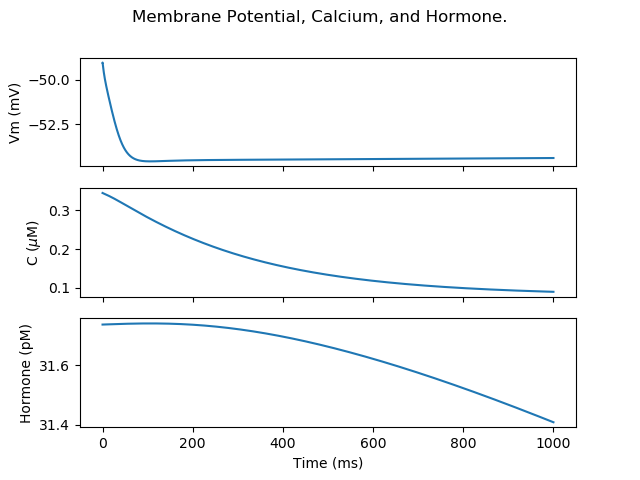 Membrane Potential, Calcium, and Hormone.
Vm (mV)
−50.0
−52.5
C (μM)
0.3
0.2
0.1
Hormone (pM)
31.6
31.4
0 200 400 600 800 1000
Time (ms)